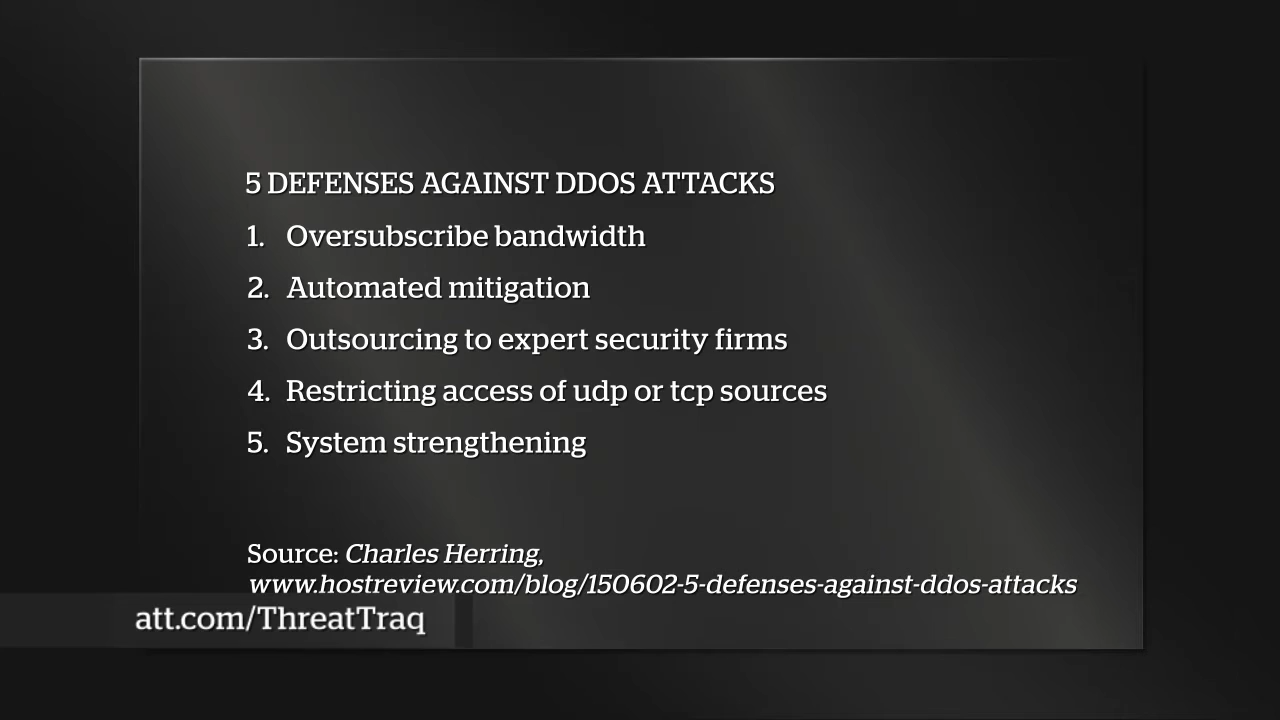 5 DEFENSES AGAINST DDOS ATTACKS
1. Oversubscribe bandwidth
2. Automated mitigation
3. Outsourcing to expert security firms
4. Restricting access of udp or tcp sources
5. System strengthening
Source: Charles Herring,
www.hostreview.com/blog/150602-5-defenses-against-ddos-attacks
att.com/ThreatTraq